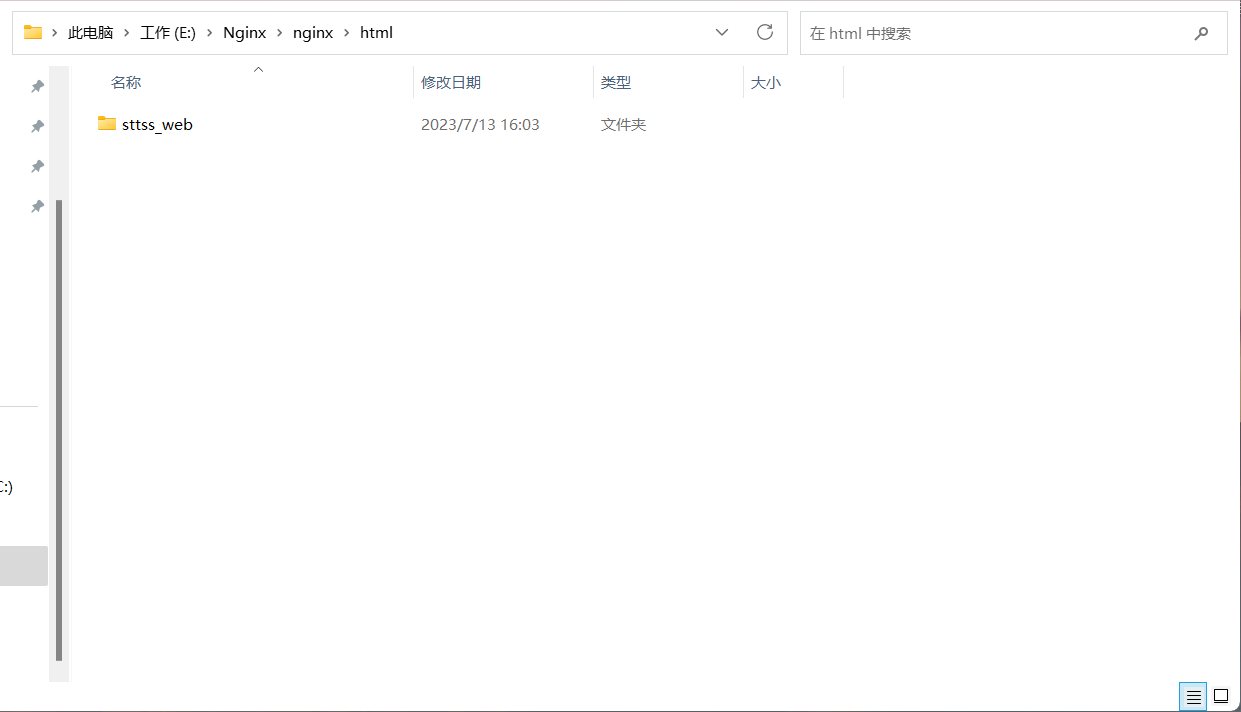 此电脑 › 工作 (E:) › Nginx › nginx › html
在 html 中搜索
名称 修改日期 类型 大小
sttss_web 2023/7/13 16:03 文件夹
C:)